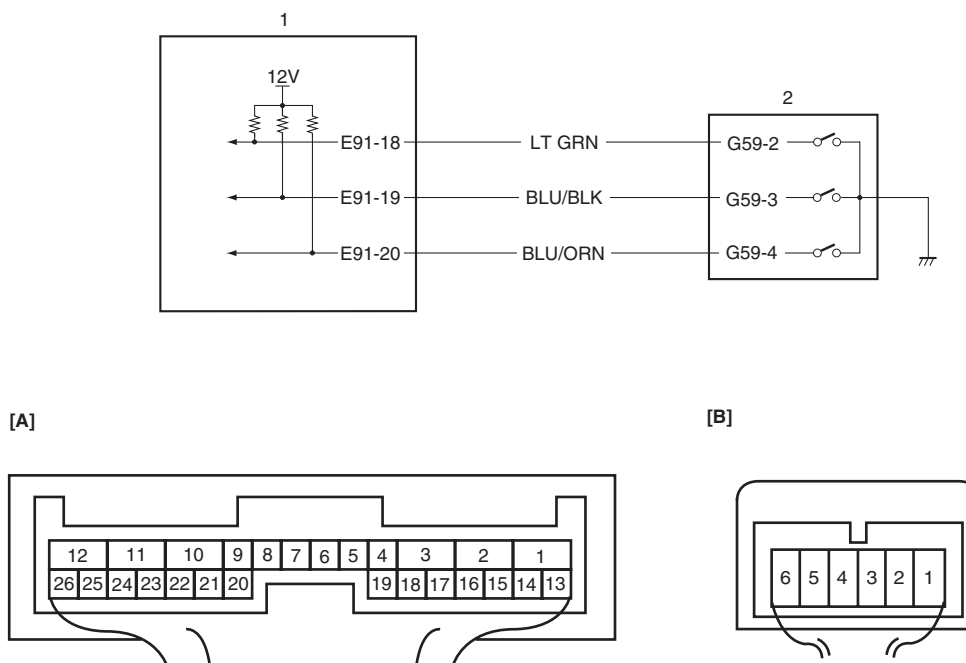 1
12V
2
E91-18 LT GRN G59-2
E91-19 BLU/BLK G59-3
E91-20 BLU/ORN G59-4
[A] [B]
12 11 10 9 8 7 6 5 4 3 2 1
26 25 24 23 22 21 20 19 18 17 16 15 14 13
6 5 4 3 2 1